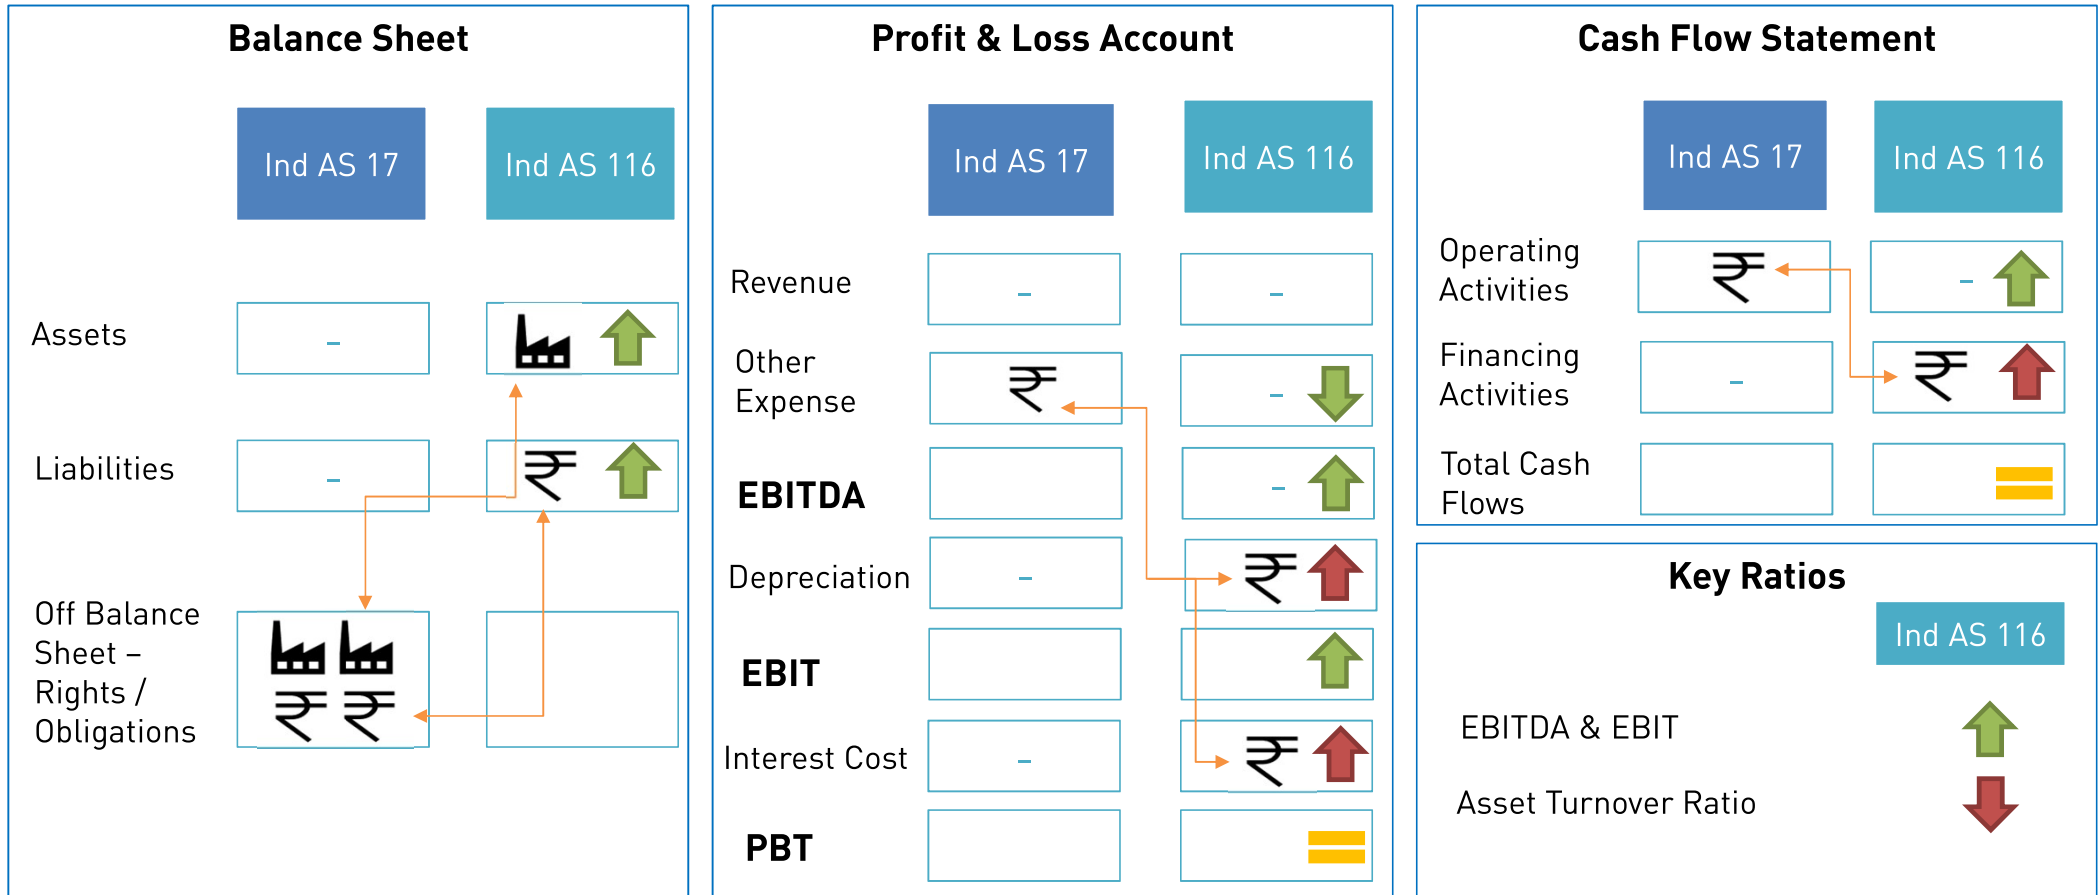 Balance Sheet
Ind AS 17
Ind AS 116
Assets
–
₹
Liabilities
–
₹
Off Balance
Sheet –
Rights /
Obligations
₹ ₹
Profit & Loss Account
Ind AS 17
Ind AS 116
Revenue
–
–
Other
Expense
₹
–
EBITDA
–
Depreciation
–
₹
EBIT
Interest Cost
–
₹
PBT
Cash Flow Statement
Ind AS 17
Ind AS 116
Operating
Activities
₹
–
Financing
Activities
–
₹
Total Cash
Flows
Key Ratios
Ind AS 116
EBITDA & EBIT
Asset Turnover Ratio